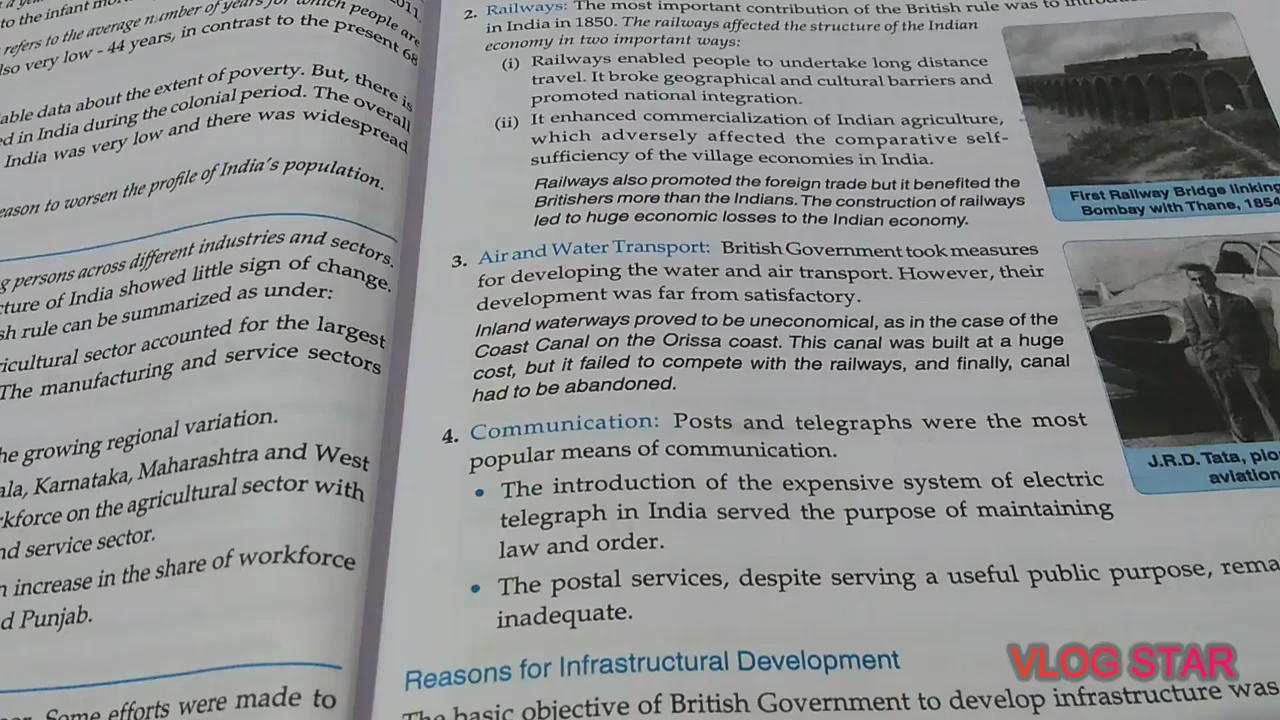 2011.
to the infant
refers to the average number of years for which people are
also very low - 44 years, in contrast to the present 68
able data about the extent of poverty. But, there is
ed in India during the colonial period. The overall
India was very low and there was widespread
eason to worsen the profile of India's population.
g persons across different industries and sectors.
cture of India showed little sign of change.
sh rule can be summarized as under:
ricultural sector accounted for the largest
The manufacturing and service sectors
he growing regional variation.
ala, Karnataka, Maharashtra and West
kforce on the agricultural sector with
nd service sector.
n increase in the share of workforce
d Punjab.
Some efforts were made to
2. Railways: The most important contribution of the British rule was to introdu
in India in 1850. The railways affected the structure of the Indian
economy in two important ways:
(i) Railways enabled people to undertake long distance
travel. It broke geographical and cultural barriers and
promoted national integration.
(ii) It enhanced commercialization of Indian agriculture,
which adversely affected the comparative self-
sufficiency of the village economies in India.
Railways also promoted the foreign trade but it benefited the
Britishers more than the Indians. The construction of railways
led to huge economic losses to the Indian economy.
First Railway Bridge linking
Bombay with Thane, 1854
3. Air and Water Transport: British Government took measures
for developing the water and air transport. However, their
development was far from satisfactory.
Inland waterways proved to be uneconomical, as in the case of the
Coast Canal on the Orissa coast. This canal was built at a huge
cost, but it failed to compete with the railways, and finally, canal
had to be abandoned.
J.R.D. Tata, pio
aviation
4. Communication: Posts and telegraphs were the most
popular means of communication.
• The introduction of the expensive system of electric
telegraph in India served the purpose of maintaining
law and order.
• The postal services, despite serving a useful public purpose, rema
inadequate.
Reasons for Infrastructural Development
The basic objective of British Government to develop infrastructure was
VLOG STAR